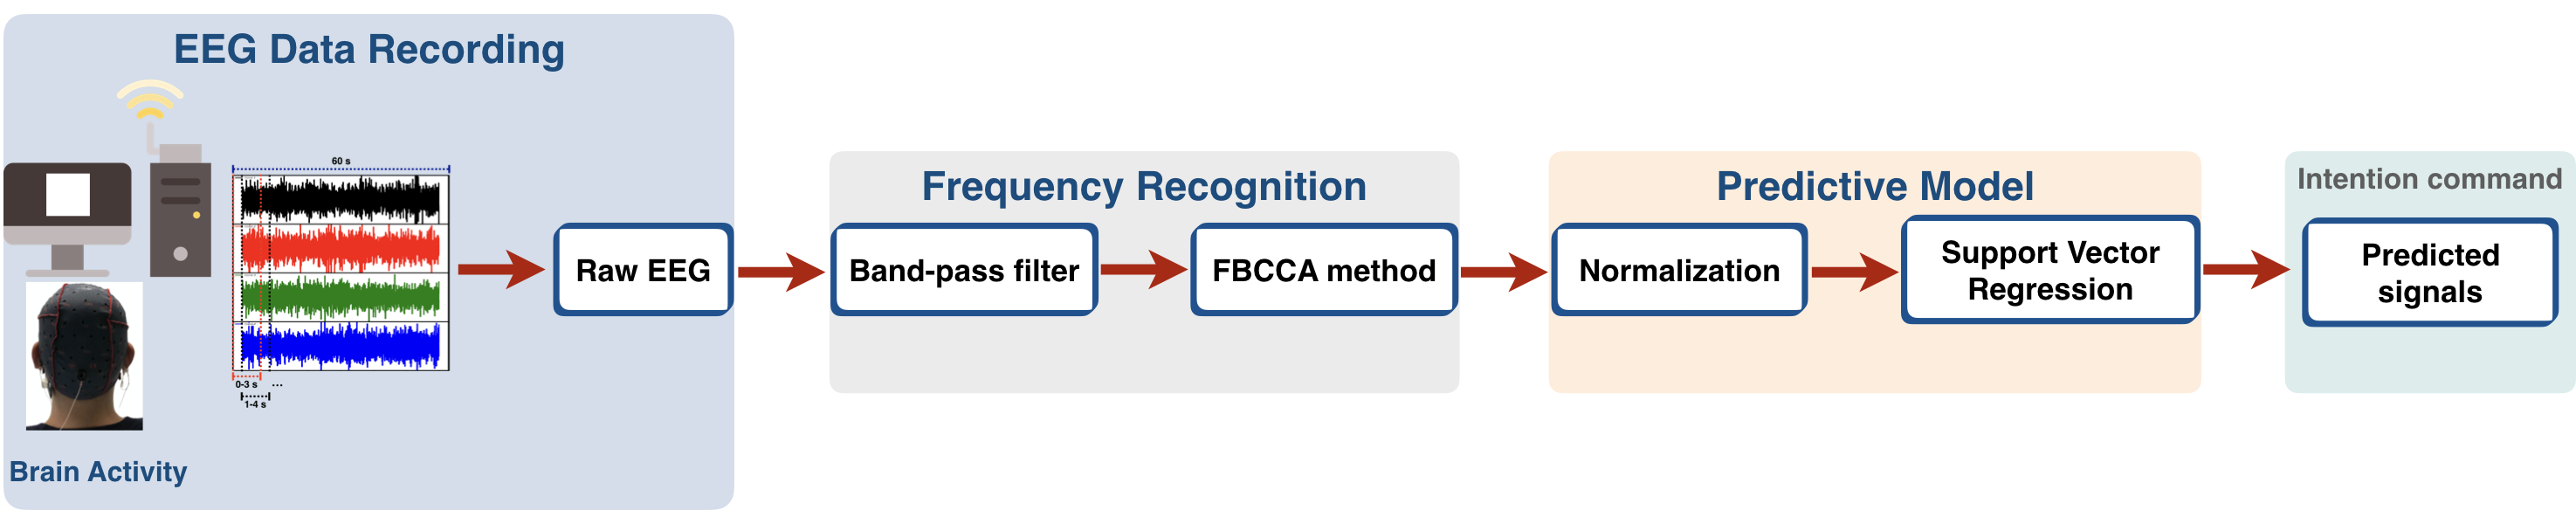 EEG Data Recording
60 s
0-3 s ...
1-4 s
Brain Activity
Raw EEG
Frequency Recognition
Band-pass filter
FBCCA method
Predictive Model
Normalization
Support Vector
Regression
Intention command
Predicted
signals